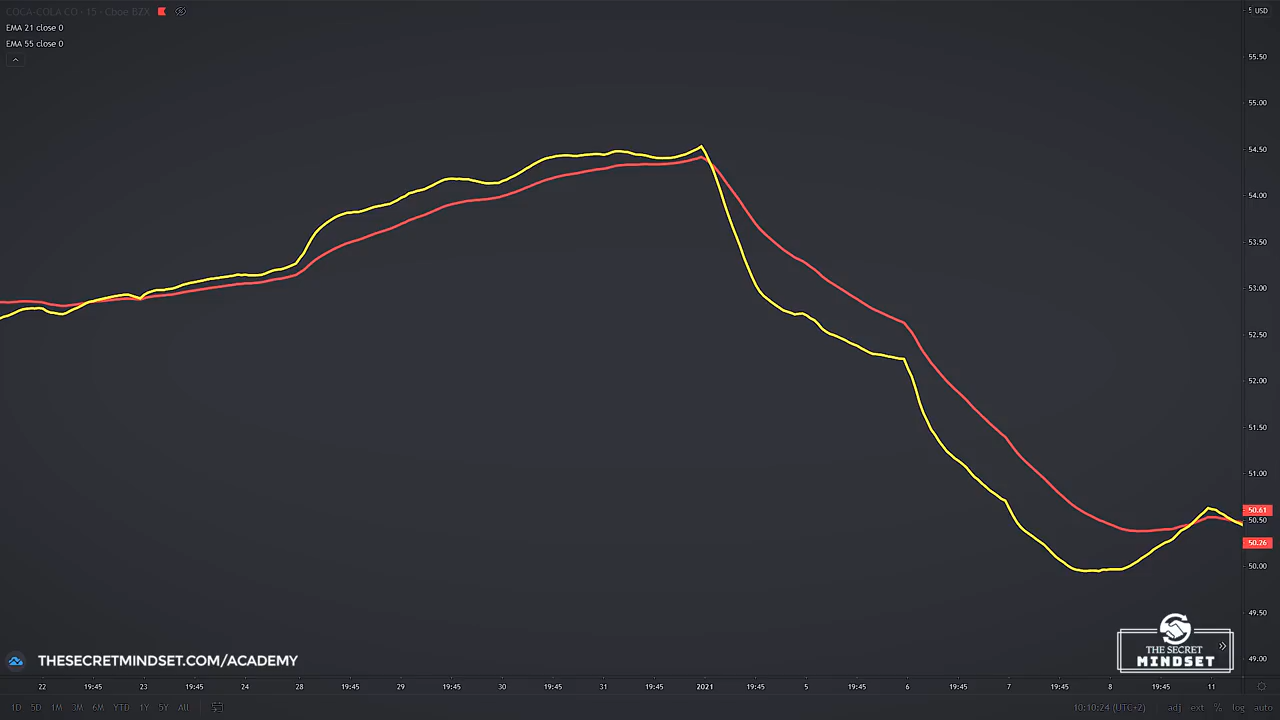 COCA-COLA CO · 15 · Cboe BZX
EMA 21 close 0
EMA 55 close 0
5 USD
55.50
55.00
54.50
54.00
53.50
53.00
52.50
52.00
51.50
51.00
50.61
50.50
50.26
50.00
49.50
49.00
THE SECRET
MINDSET
THESECRETMINDSET.COM/ACADEMY
22 19:45 23 19:45 24 28 19:45 29 19:45 30 19:45 31 19:45 2021 19:45 5 19:45 6 19:45 7 19:45 8 19:45 11
1D 5D 1M 3M 6M YTD 1Y 5Y All 10:10:24 (UTC+2) adj ext % log auto